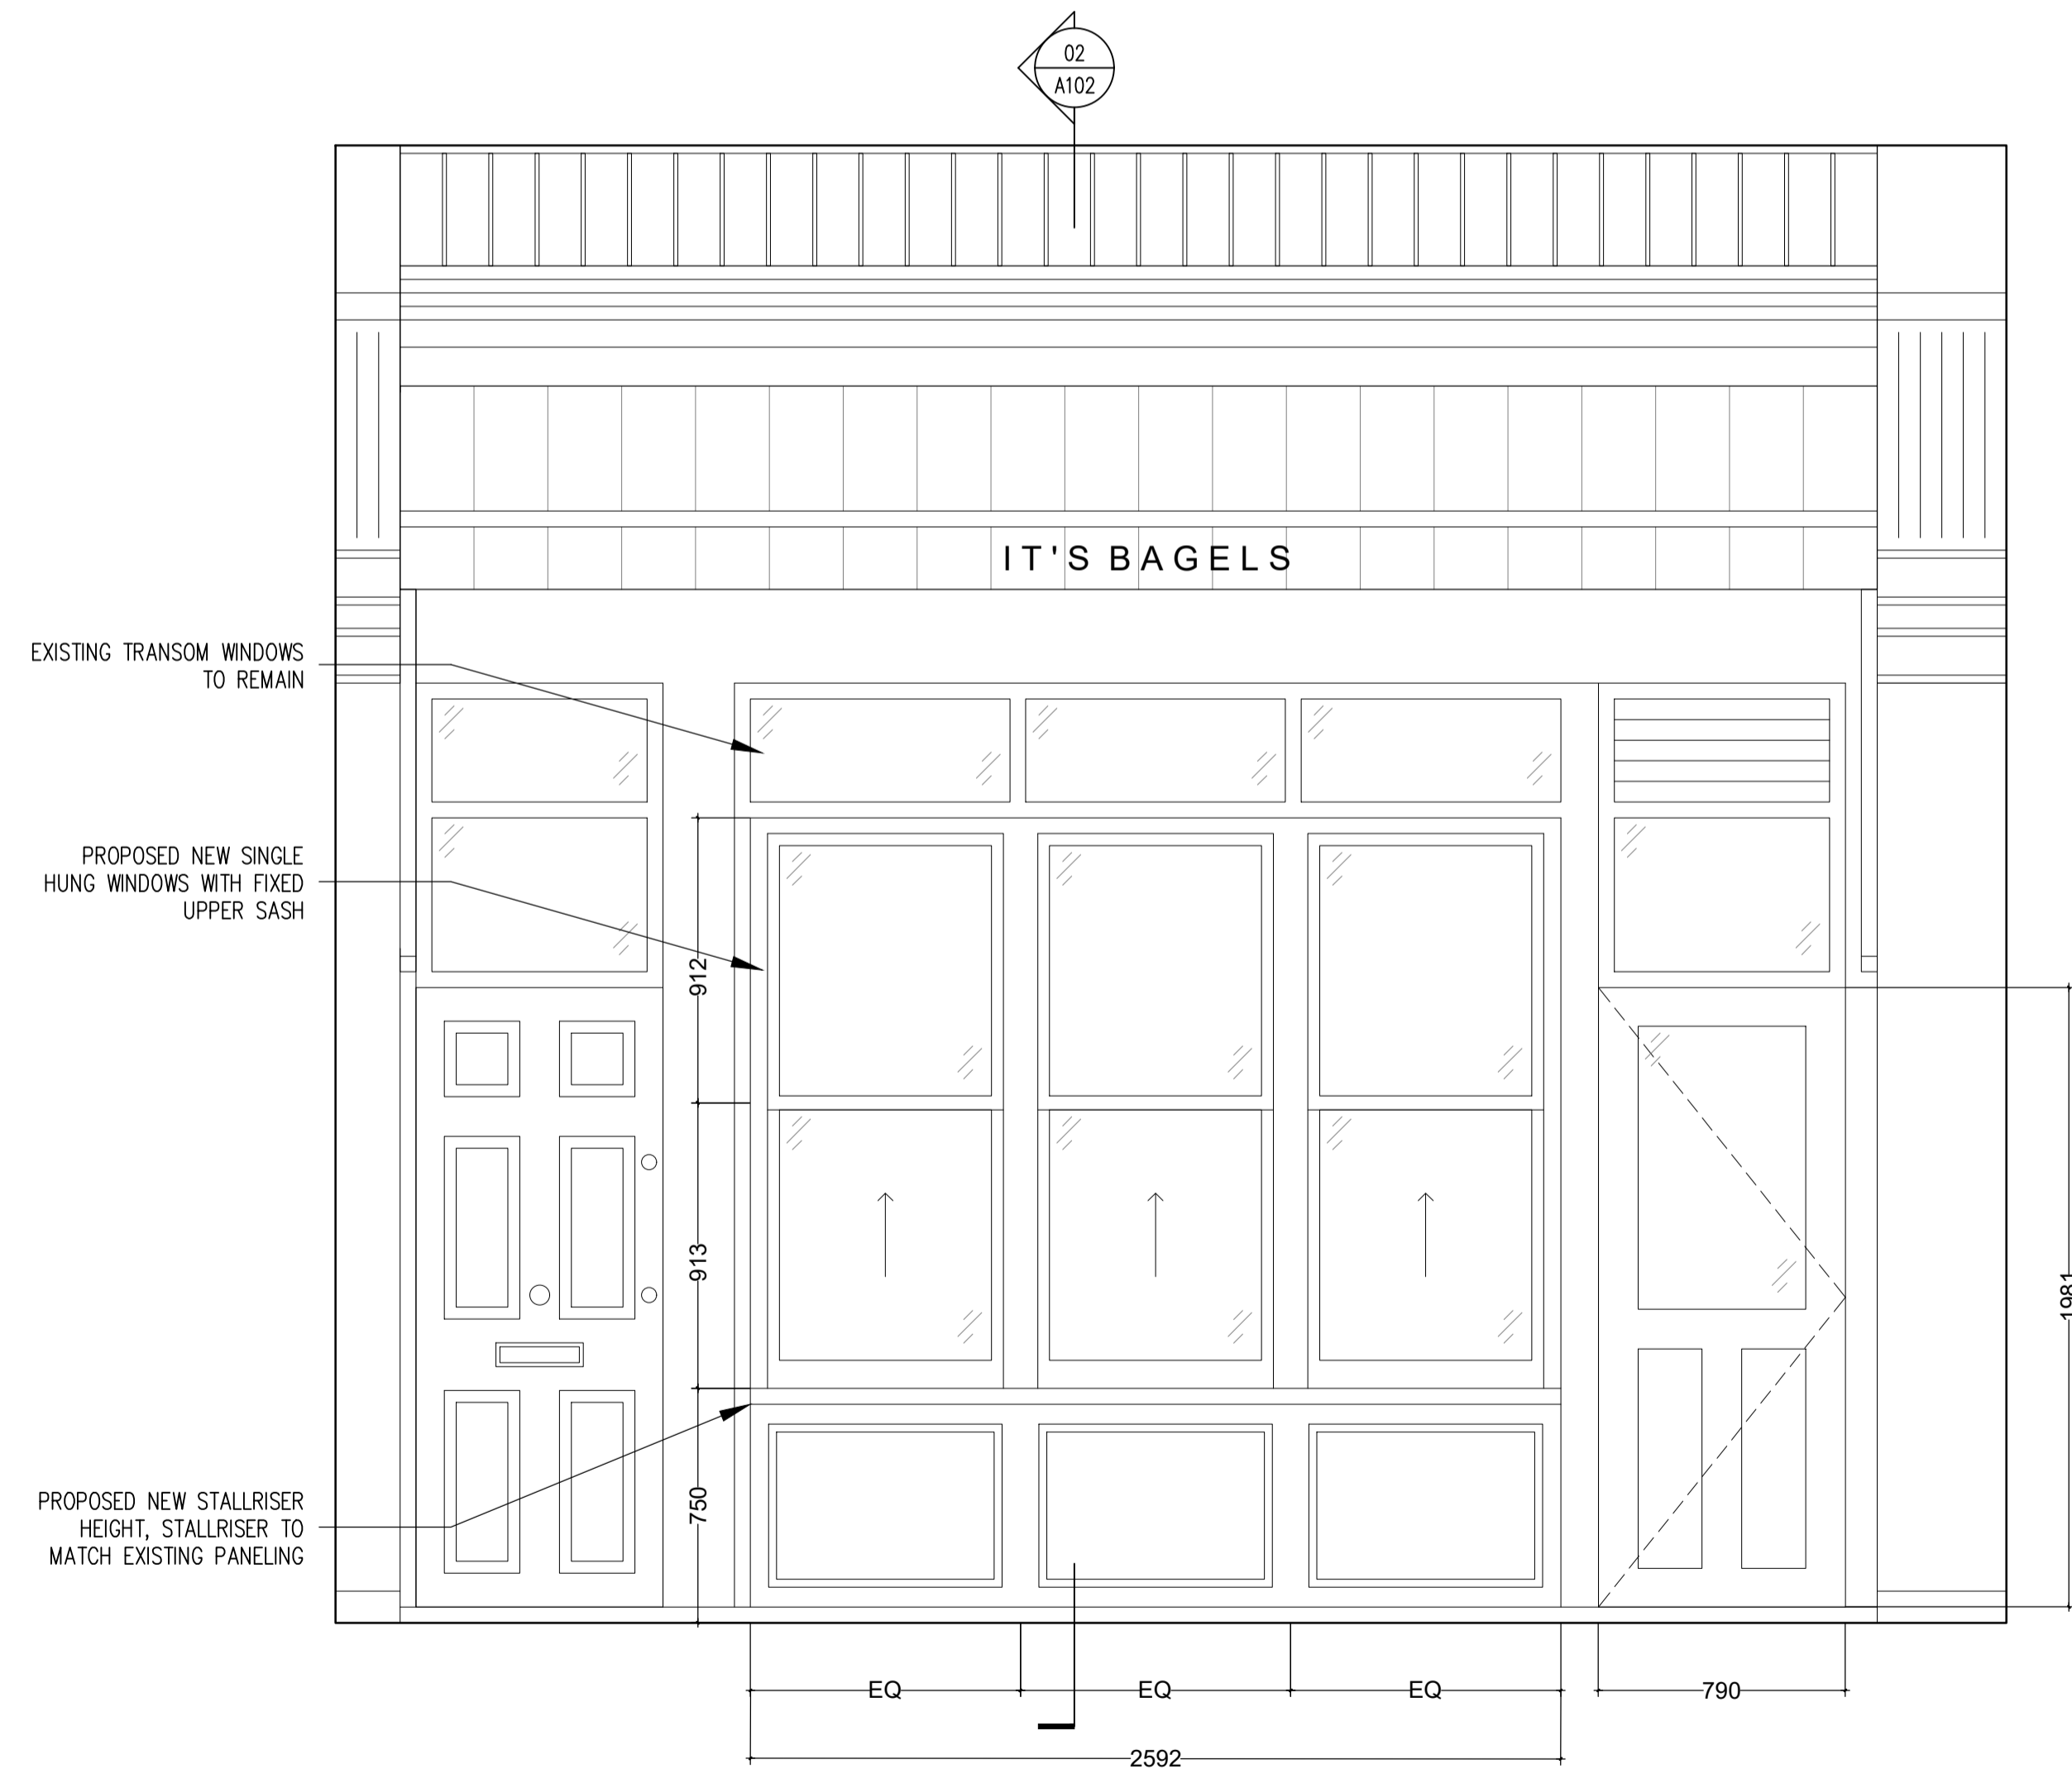 02
A102
IT'S BAGELS
EXISTING TRANSOM WINDOWS
TO REMAIN
PROPOSED NEW SINGLE
HUNG WINDOWS WITH FIXED
UPPER SASH
912
913
1981
750
PROPOSED NEW STALLRISER
HEIGHT, STALLRISER TO
MATCH EXISTING PANELING
EQ EQ EQ 790
2592